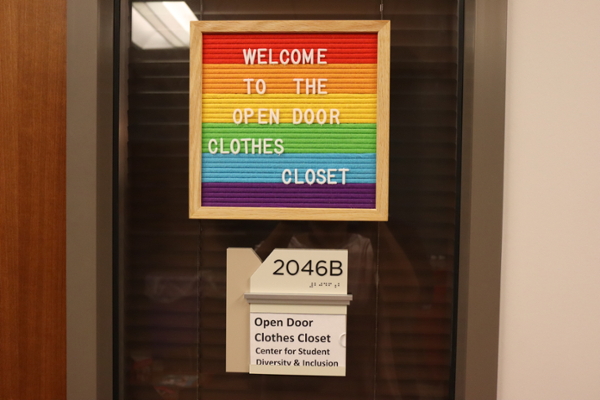 WELCOME
TO THE
OPEN DOOR
CLOTHES
CLOSET
2046B
Open Door
Clothes Closet
Center for Student
Diversity & Inclusion